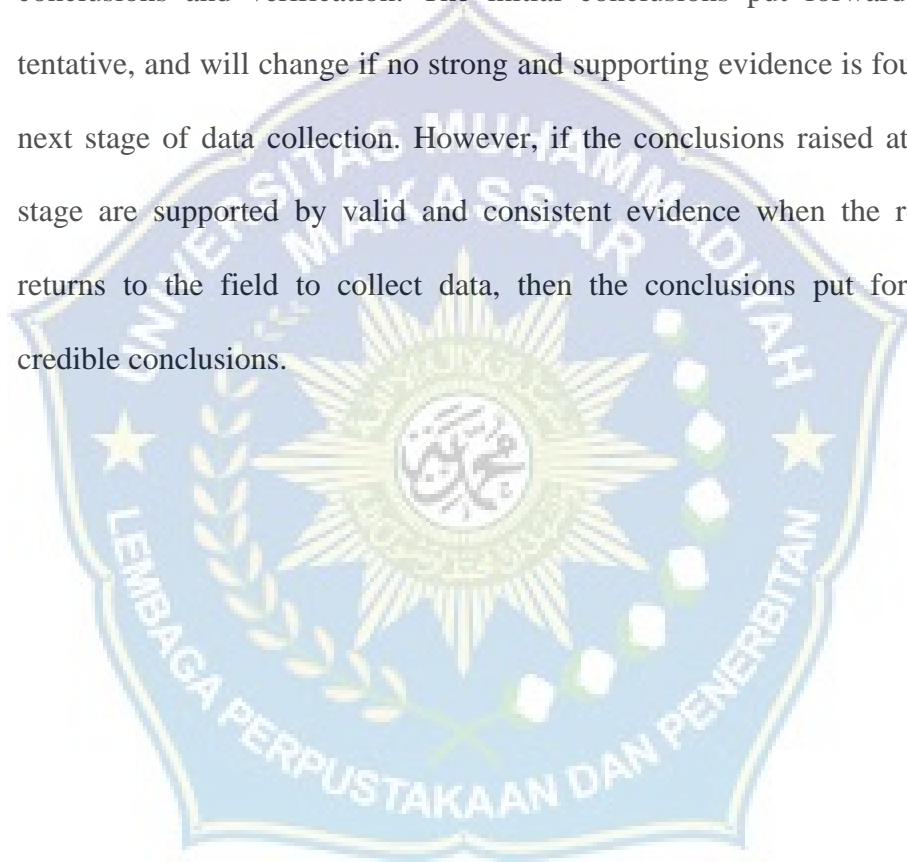 conclusions and verification. The initial conclusions put forward
tentative, and will change if no strong and supporting evidence is fou
next stage of data collection. However, if the conclusions raised at
stage are supported by valid and consistent evidence when the r
returns to the field to collect data, then the conclusions put for
credible conclusions.
UNIVERSITAS MUHAMMADIYAH
MAKASSAR
محمد
LEMBAGA PERPUSTAKAAN DAN PENERBITAN